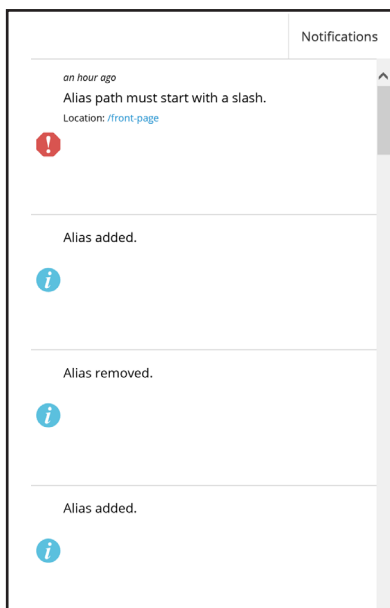 Notifications
an hour ago
Alias path must start with a slash.
Location: /front-page
Alias added.
Alias removed.
Alias added.